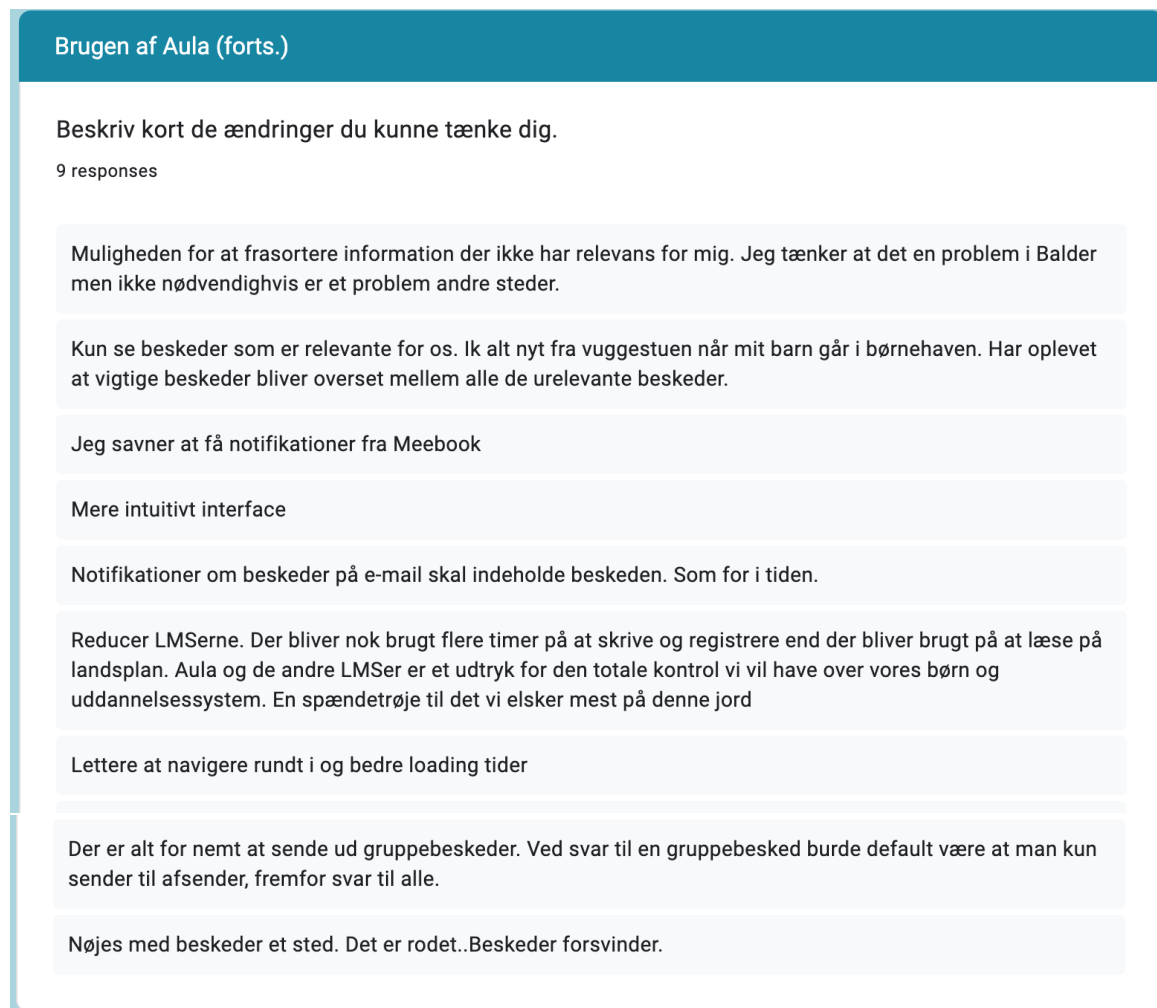 Brugen af Aula (forts.)
Beskriv kort de ændringer du kunne tænke dig.
9 responses
Muligheden for at frasortere information der ikke har relevans for mig. Jeg tænker at det en problem i Balder
men ikke nødvendighvis er et problem andre steder.
Kun se beskeder som er relevante for os. Ik alt nyt fra vuggestuen når mit barn går i børnehaven. Har oplevet
at vigtige beskeder bliver overset mellem alle de urelevante beskeder.
Jeg savner at få notifikationer fra Meebook
Mere intuitivt interface
Notifikationer om beskeder på e-mail skal indeholde beskeden. Som for i tiden.
Reducer LMSerne. Der bliver nok brugt flere timer på at skrive og registrere end der bliver brugt på at læse på
landsplan. Aula og de andre LMSer er et udtryk for den totale kontrol vi vil have over vores børn og
uddannelsessystem. En spændetrøje til det vi elsker mest på denne jord
Lettere at navigere rundt i og bedre loading tider
Der er alt for nemt at sende ud gruppebeskeder. Ved svar til en gruppebesked burde default være at man kun
sender til afsender, fremfor svar til alle.
Nøjes med beskeder et sted. Det er rodet..Beskeder forsvinder.